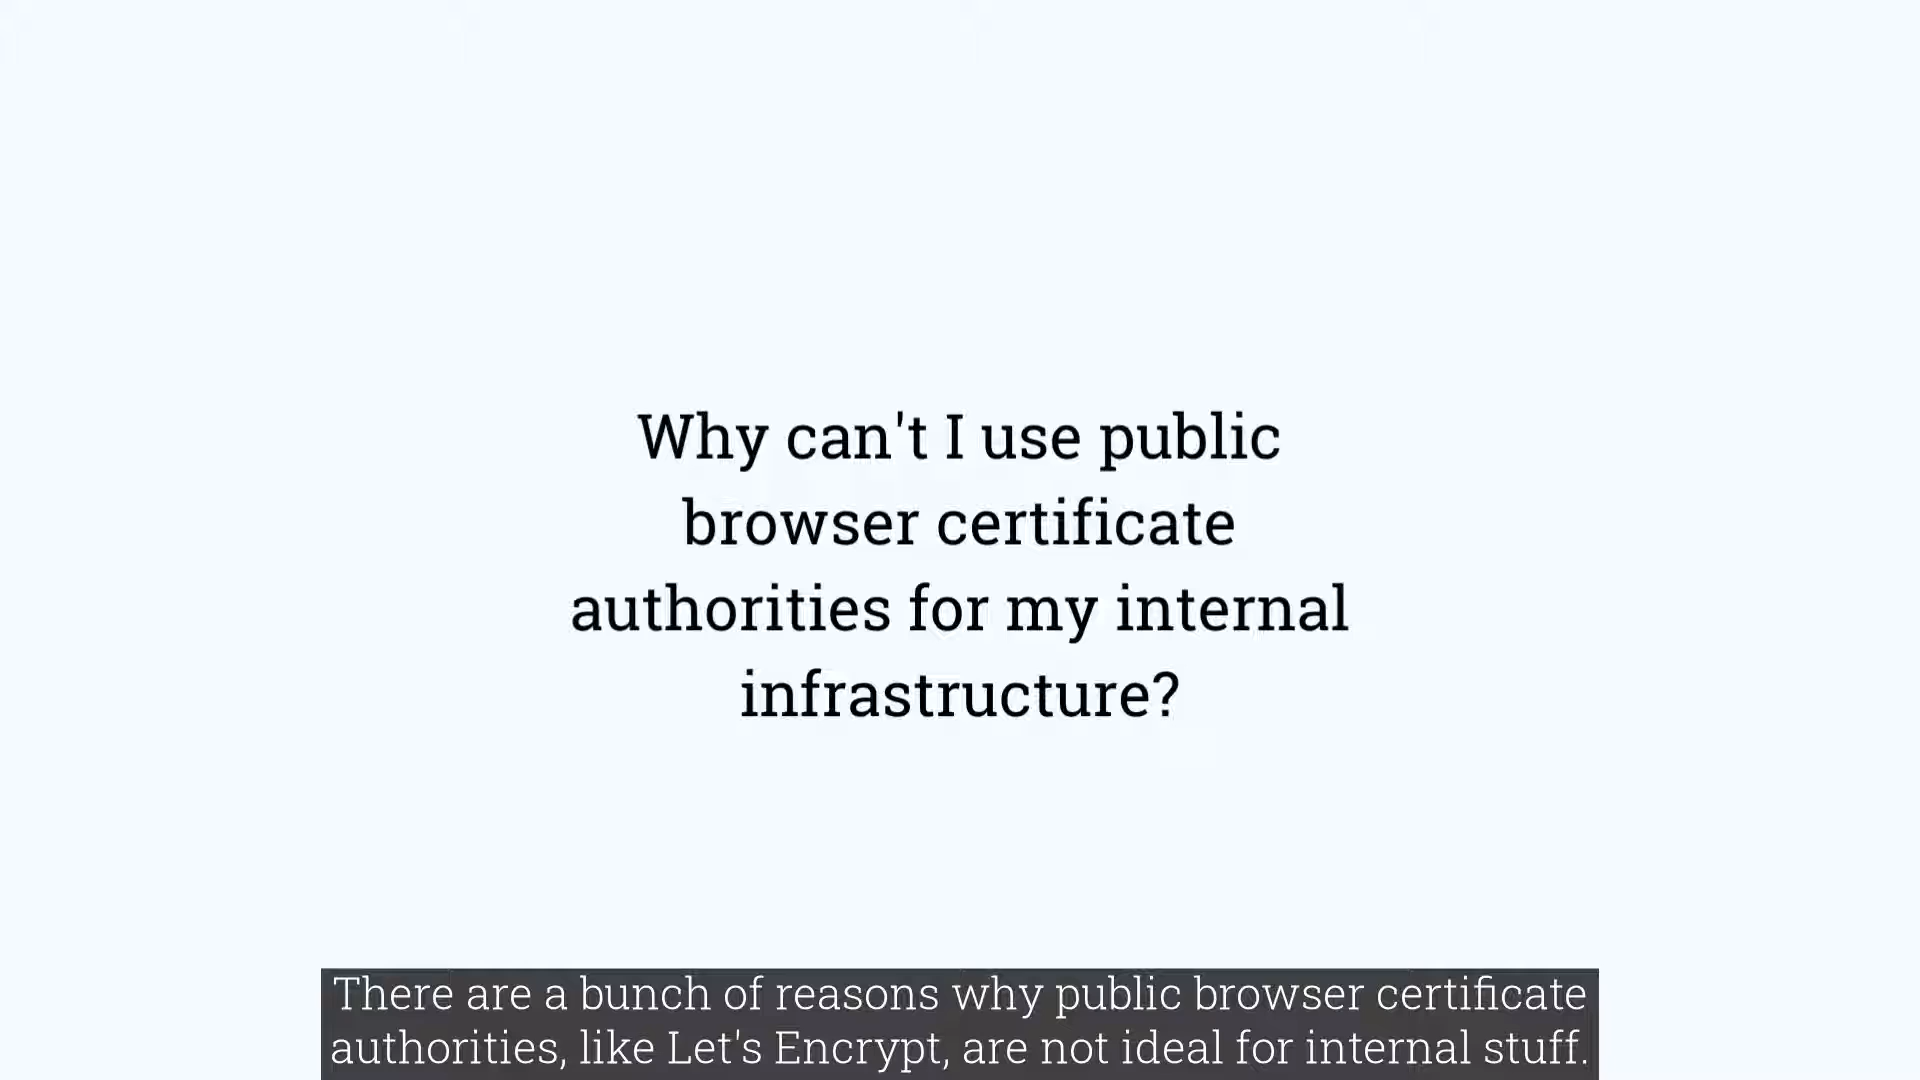 Why can't I use public
browser certificate
authorities for my internal
infrastructure?
There are a bunch of reasons why public browser certificate
authorities, like Let's Encrypt, are not ideal for internal stuff.